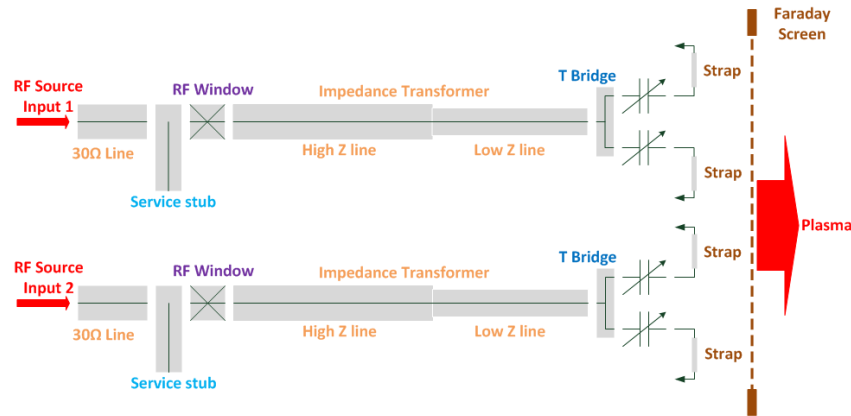 Faraday
Screen
RF Source
Input 1
RF Window
Impedance Transformer
T Bridge
Strap
30Ω Line
High Z line
Low Z line
Strap
Service stub
Plasma
RF Source
Input 2
RF Window
Impedance Transformer
T Bridge
Strap
30Ω Line
High Z line
Low Z line
Strap
Service stub